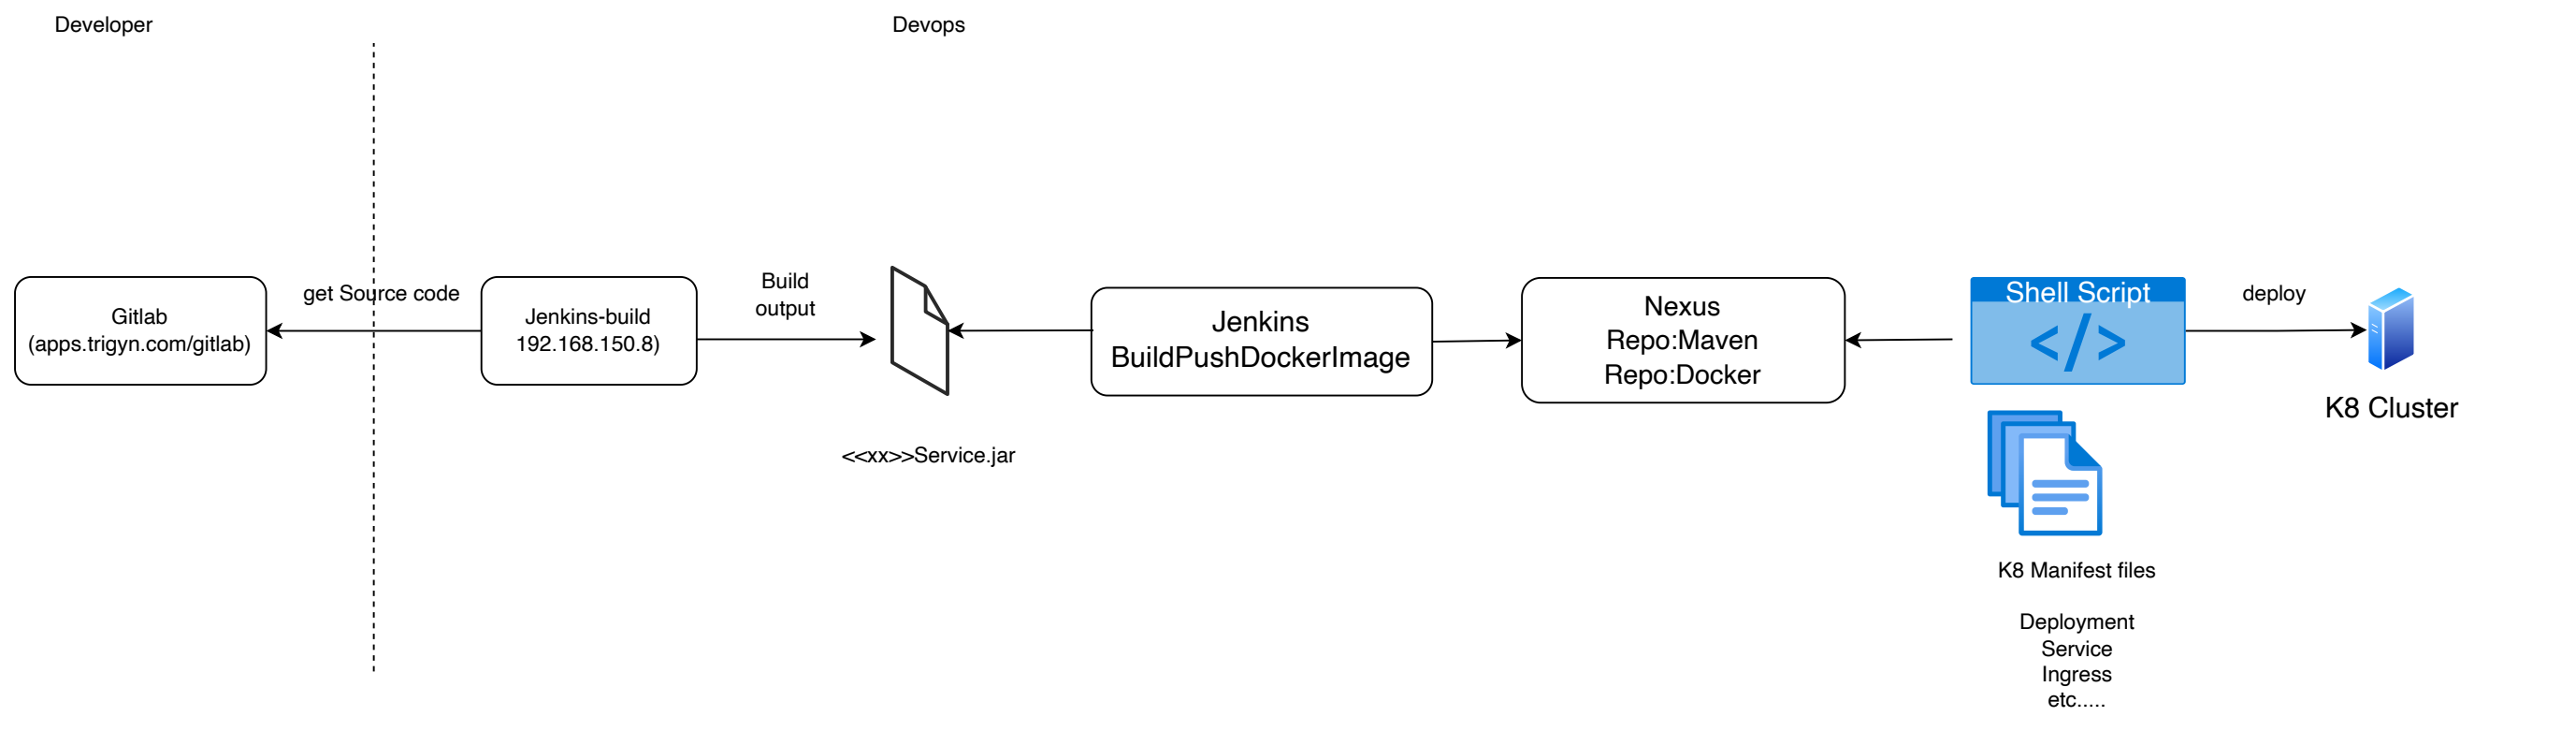 Developer
Devops
Gitlab
(apps.trigyn.com/gitlab)
get Source code
Jenkins-build
192.168.150.8)
Build
output
<<xx>>Service.jar
Jenkins
BuildPushDockerImage
Nexus
Repo:Maven
Repo:Docker
Shell Script
</>
deploy
K8 Cluster
K8 Manifest files
Deployment
Service
Ingress
etc.....